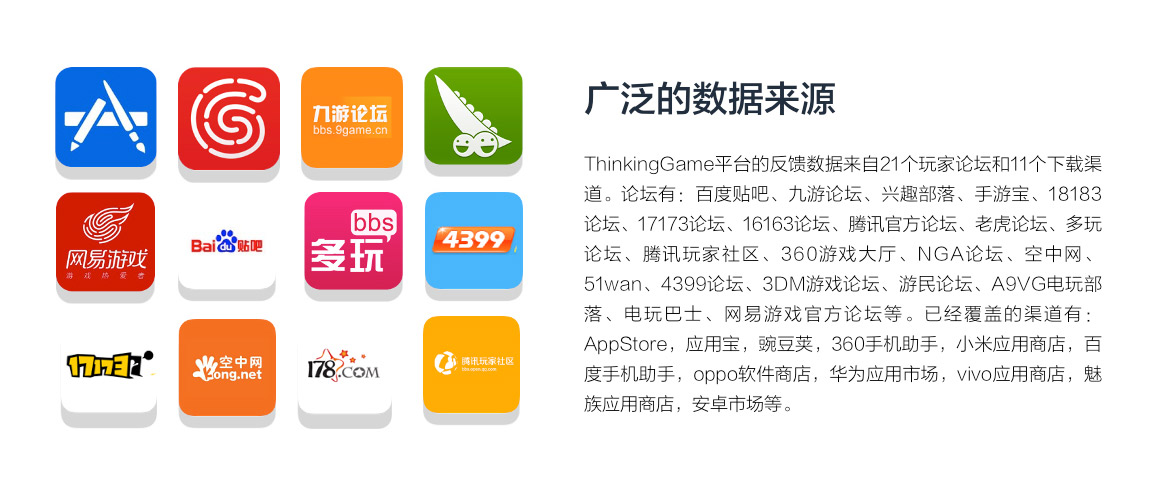 广泛的数据来源
ThinkingGame平台的反馈数据来自21个玩家论坛和11个下载渠
道。论坛有：百度贴吧、九游论坛、兴趣部落、手游宝、18183
论坛、17173论坛、16163论坛、腾讯官方论坛、老虎论坛、多玩
论坛、腾讯玩家社区、360游戏大厅、NGA论坛、空中网、
51wan、4399论坛、3DM游戏论坛、游民论坛、A9VG电玩部
落、电玩巴士、网易游戏官方论坛等。已经覆盖的渠道有：
AppStore，应用宝，豌豆荚，360手机助手，小米应用商店，百
度手机助手，oppo软件商店，华为应用市场，vivo应用商店，魅
族应用商店，安卓市场等。
九游论坛
bbs.9game.cn
网易游戏
游戏热爱者
Bai du 贴吧
bbs
多玩
4399
17173
空中网
Kong.net
178.COM
腾讯玩家社区